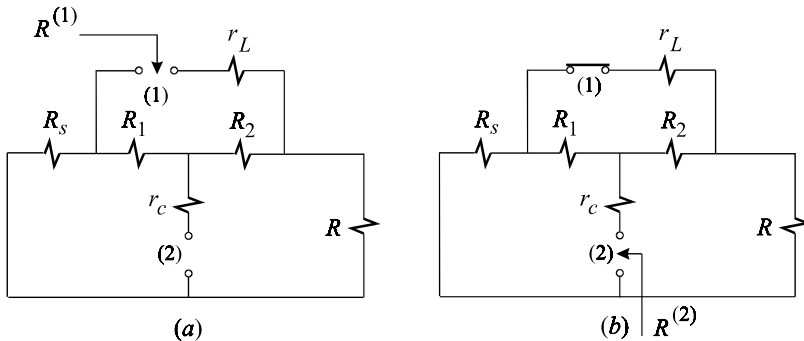 R^(1)
r_L
(1)
R_s R_1 R_2
r_c
(2)
R
(a)
r_L
(1)
R_s R_1 R_2
r_c
(2)
R
(b) R^(2)